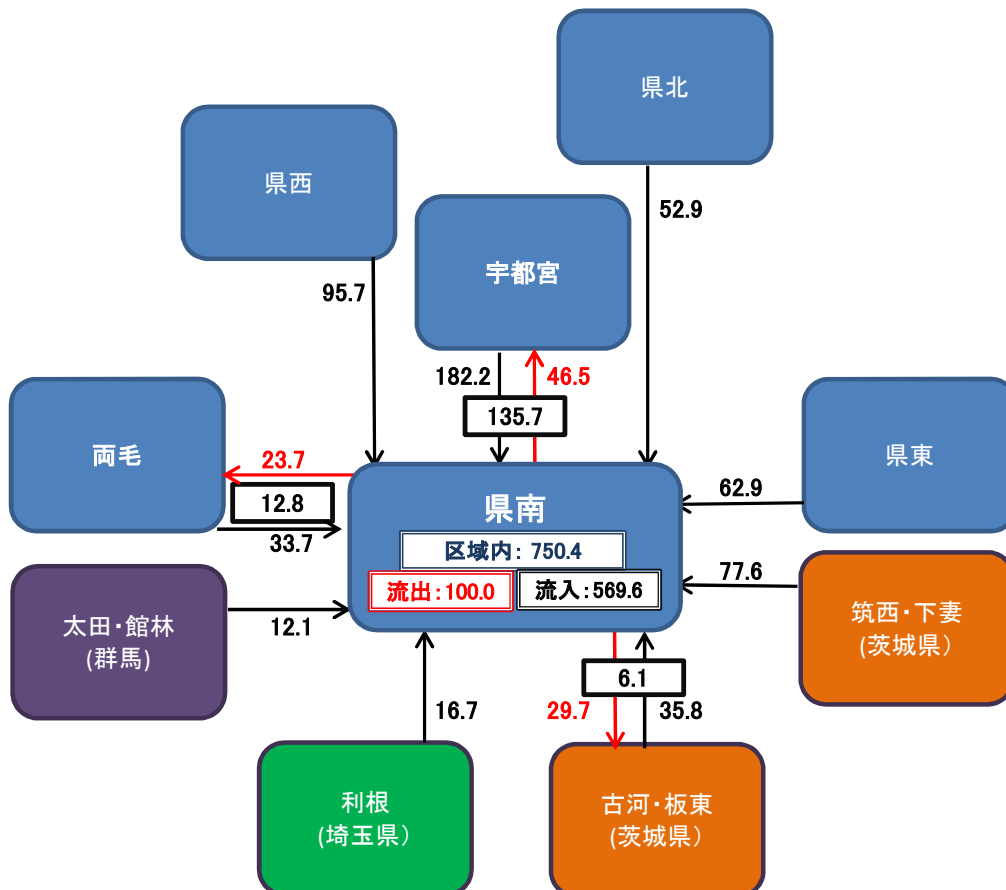 県北
県西
52.9
宇都宮
95.7
182.2
46.5
135.7
両毛
23.7
県東
12.8
県南
62.9
33.7
区域内：750.4
流出：100.0
流入：569.6
77.6
太田・館林
(群馬)
12.1
筑西・下妻
(茨城県）
6.1
16.7
29.7
35.8
利根
(埼玉県）
古河・板東
(茨城県）